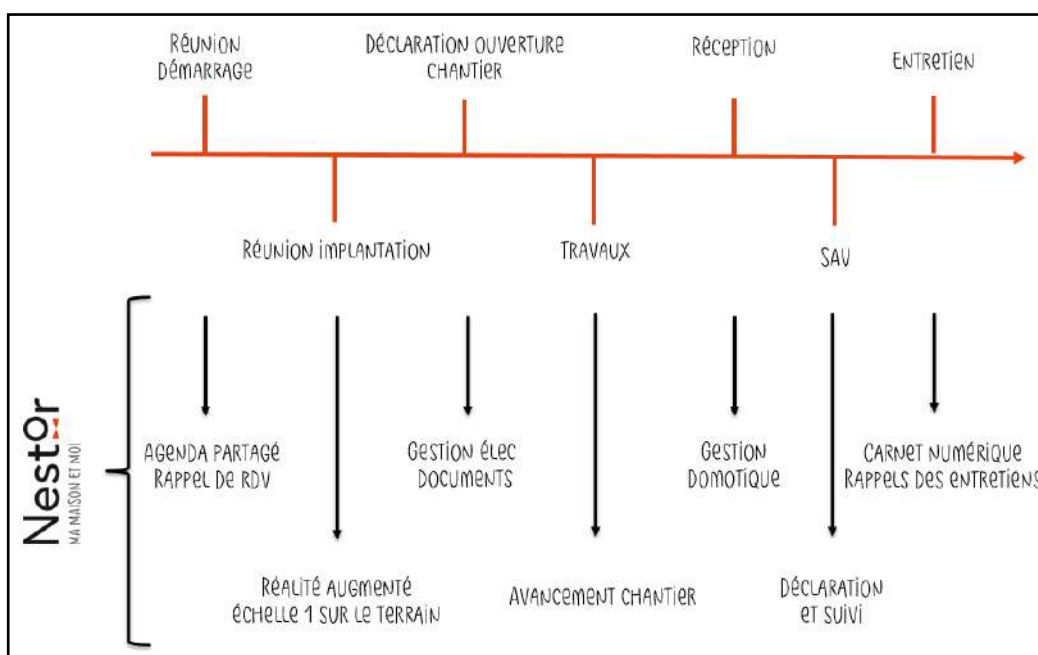 Réunion
Démarrage
Déclaration ouverture
chantier
Réception
Entretien
Réunion implantation
Travaux
SAV
Nestor
MA MAISON ET MOI
Agenda partagé
Rappel de RDV
Gestion élec
Documents
Gestion
Domotique
Carnet numérique
Rappels des entretiens
Réalité augmenté
échelle 1 sur le terrain
Avancement chantier
Déclaration
et suivi